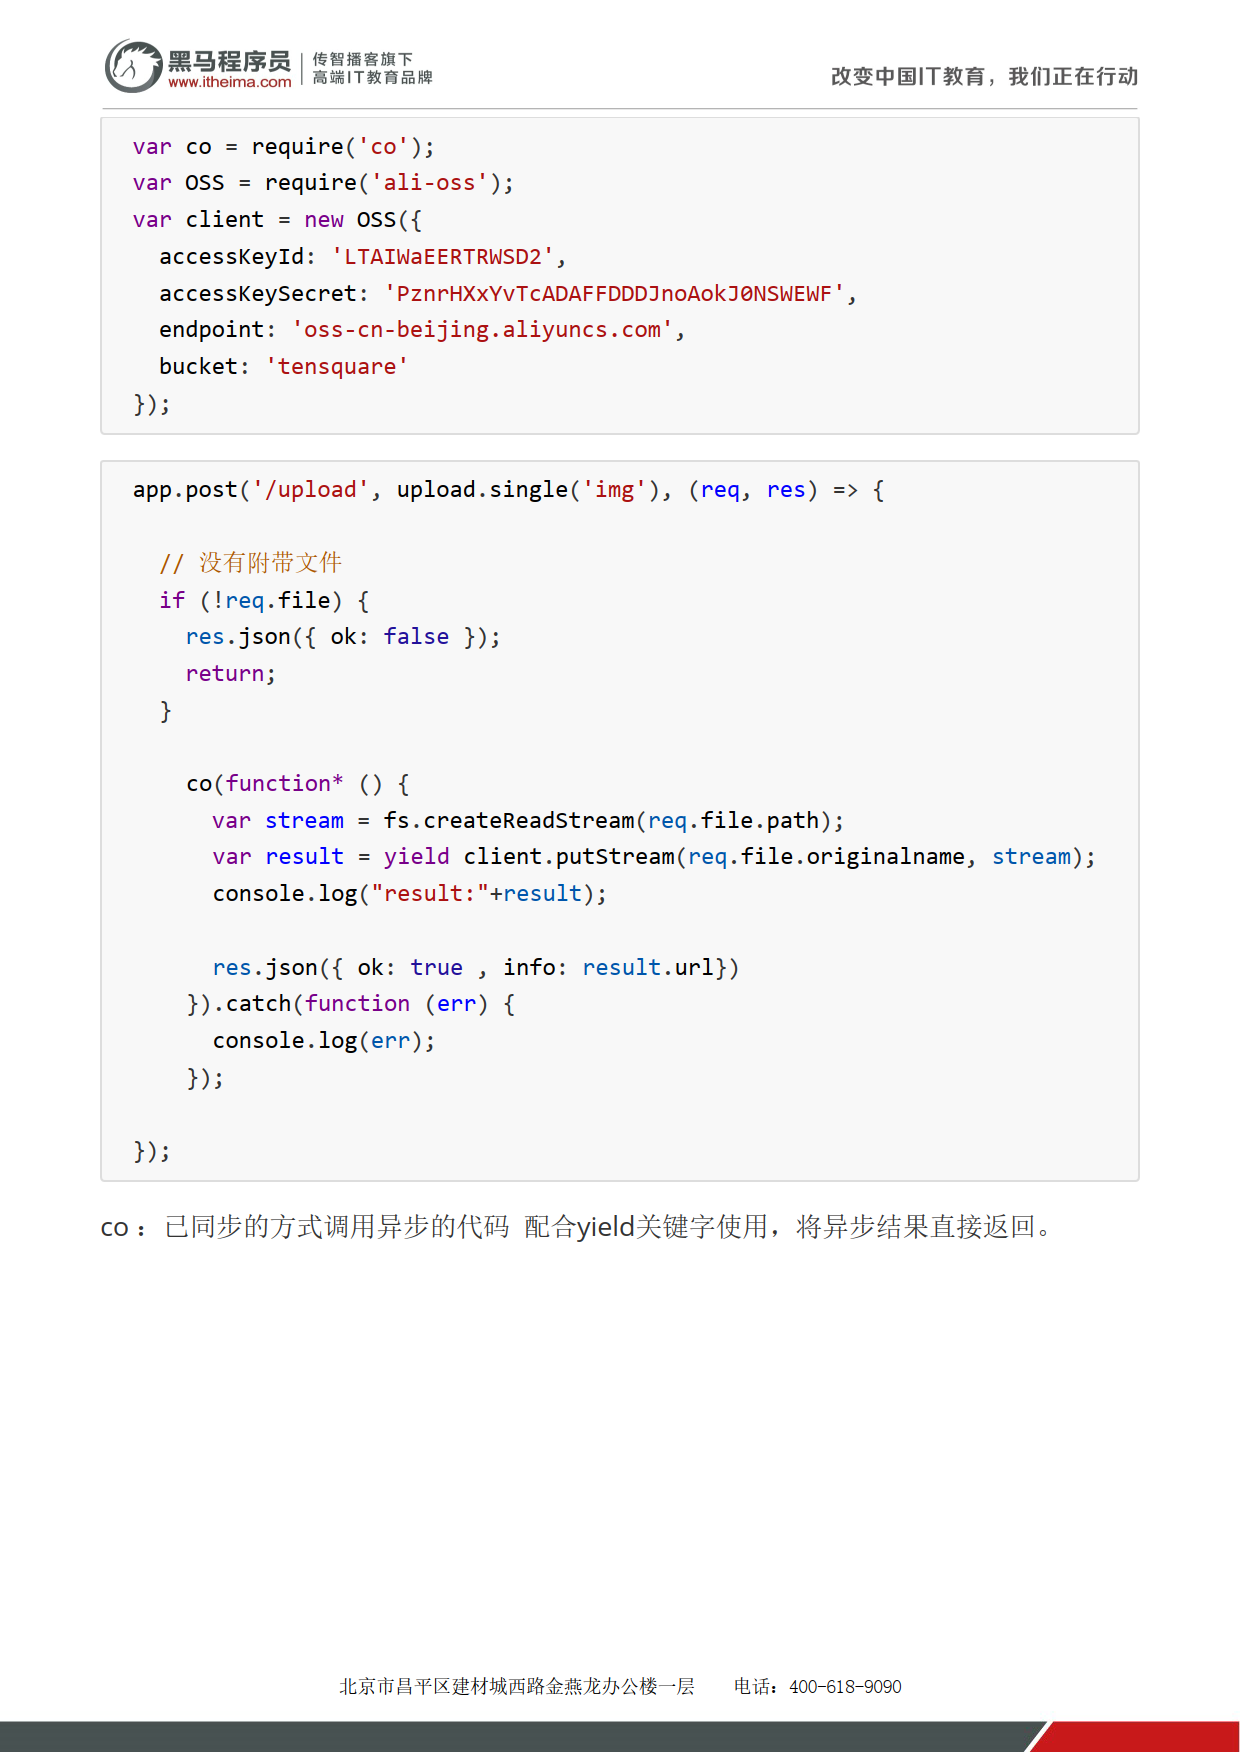 黑马程序员
www.itheima.com
传智播客旗下
高端IT教育品牌
改变中国IT教育，我们正在行动
var co = require('co');
var OSS = require('ali-oss');
var client = new OSS({
  accessKeyId: 'LTAIWaEERTRWSD2',
  accessKeySecret: 'PznrHXxYvTcADAFFDDDJnoAokJ0NSWEWF',
  endpoint: 'oss-cn-beijing.aliyuncs.com',
  bucket: 'tensquare'
});
app.post('/upload', upload.single('img'), (req, res) => {
  // 没有附带文件
  if (!req.file) {
    res.json({ ok: false });
    return;
  }
    co(function* () {
      var stream = fs.createReadStream(req.file.path);
      var result = yield client.putStream(req.file.originalname, stream);
      console.log("result:"+result);
      res.json({ ok: true , info: result.url})
    }).catch(function (err) {
      console.log(err);
    });
});
co ：已同步的方式调用异步的代码 配合yield关键字使用，将异步结果直接返回。
北京市昌平区建材城西路金燕龙办公楼一层 电话：400-618-9090